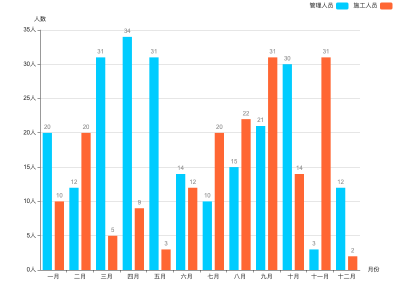 管理人员 施工人员
人数
35人
30人
25人
20人
15人
10人
5人
0人
20 10 12 20 31 5 34 9 31 3 14 12 10 20 15 22 21 31 30 14 3 31 12 2
一月 二月 三月 四月 五月 六月 七月 八月 九月 十月 十一月 十二月
月份